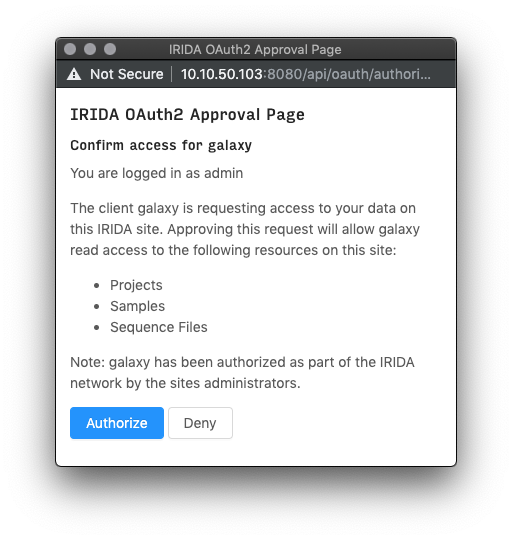 IRIDA OAuth2 Approval Page
Not Secure | 10.10.50.103:8080/api/oauth/authori...
IRIDA OAuth2 Approval Page
Confirm access for galaxy
You are logged in as admin
The client galaxy is requesting access to your data on
this IRIDA site. Approving this request will allow galaxy
read access to the following resources on this site:
• Projects
• Samples
• Sequence Files
Note: galaxy has been authorized as part of the IRIDA
network by the sites administrators.
Authorize Deny